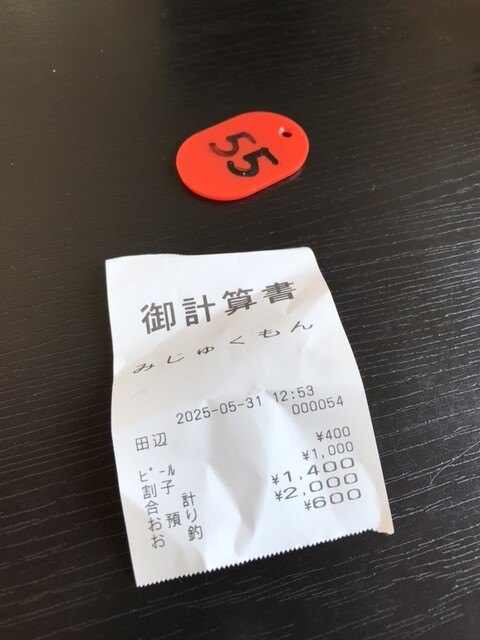 55
御計算書
みじゅくもん
2025-05-31 12:53
田辺 000054
ﾋﾞｰﾙ ¥400
割子 ¥1,000
合計 ¥1,400
お預り ¥2,000
お釣 ¥600